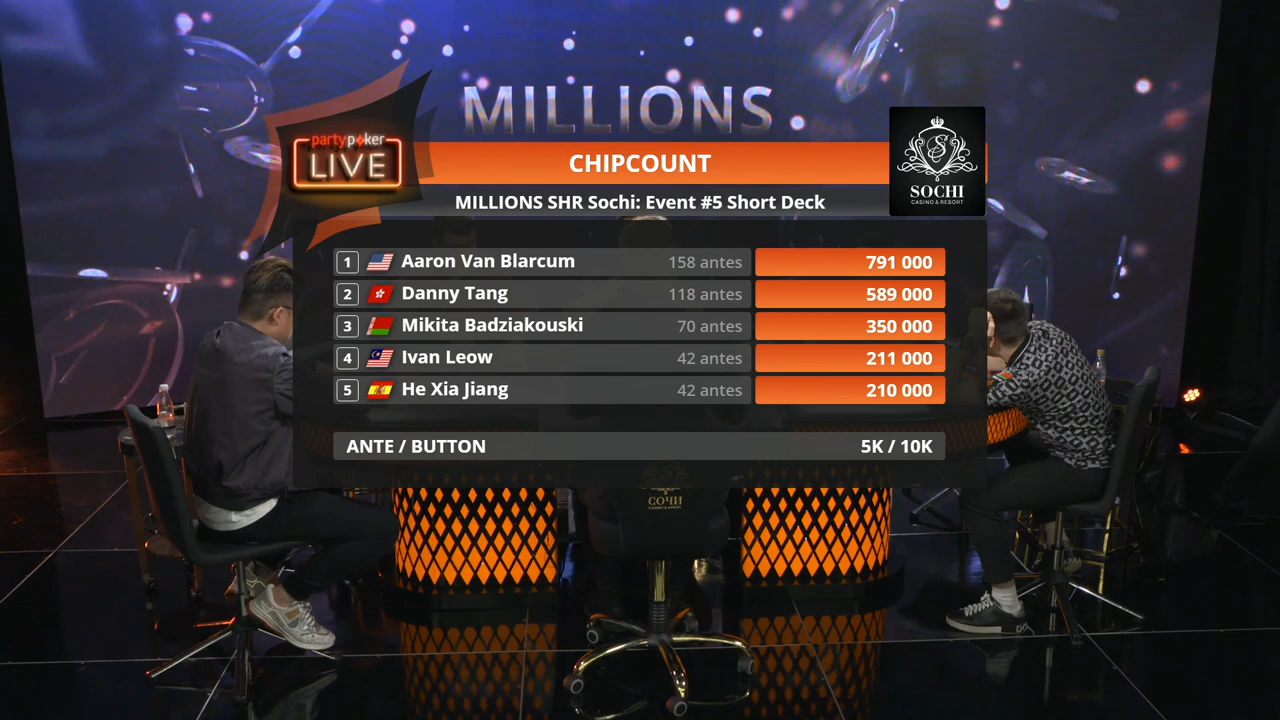 MILLIONS
partypoker
LIVE
CHIPCOUNT
MILLIONS SHR Sochi: Event #5 Short Deck
S
SOCHI
CASINO & RESORT
1 Aaron Van Blarcum 158 antes 791 000
2 Danny Tang 118 antes 589 000
3 Mikita Badziakouski 70 antes 350 000
4 Ivan Leow 42 antes 211 000
5 He Xia Jiang 42 antes 210 000
ANTE / BUTTON 5K / 10K
СОЧИ